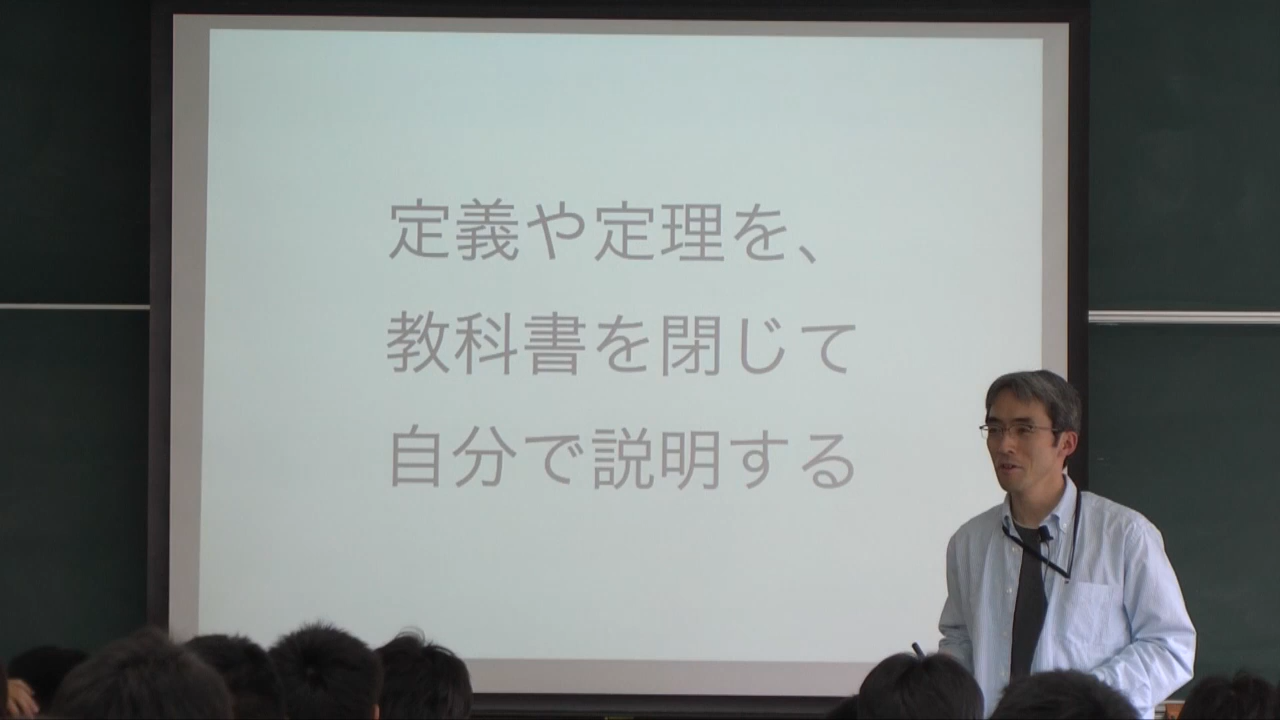 定義や定理を、
教科書を閉じて
自分で説明する